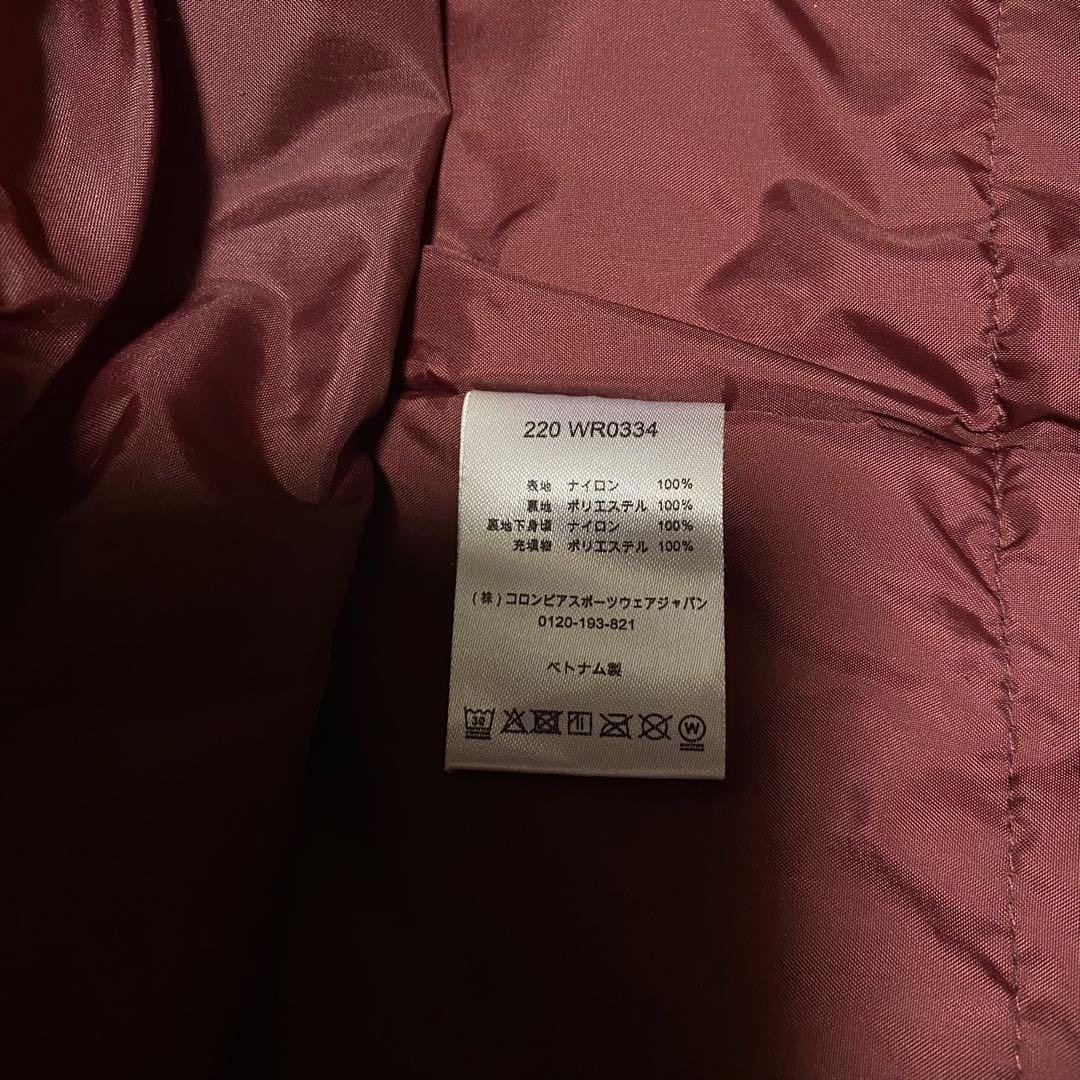 220 WR0334
表地 ナイロン 100%
裏地 ポリエステル 100%
裏地下身頃 ナイロン 100%
充填物 ポリエステル 100%
(株)コロンビアスポーツウェアジャパン
0120-193-821
ベトナム製
30 W